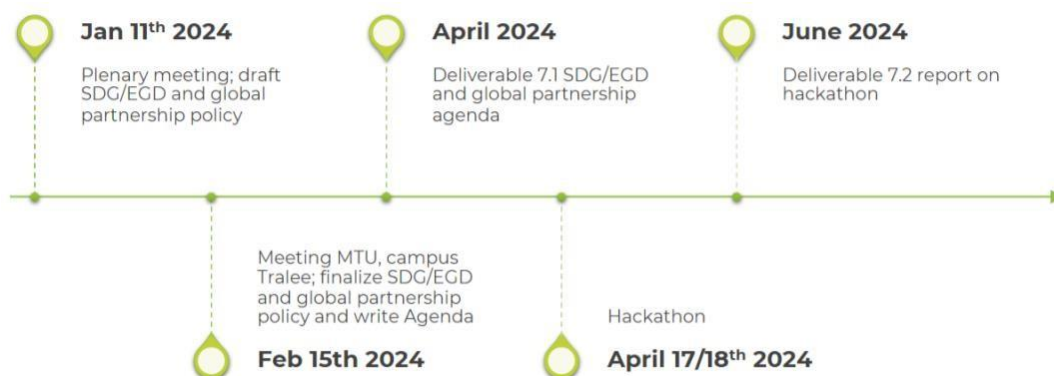 Jan 11th 2024
Plenary meeting; draft
SDG/EGD and global
partnership policy
April 2024
Deliverable 7.1 SDG/EGD
and global partnership
agenda
June 2024
Deliverable 7.2 report on
hackathon
Meeting MTU, campus
Tralee; finalize SDG/EGD
and global partnership
policy and write Agenda
Feb 15th 2024
Hackathon
April 17/18th 2024